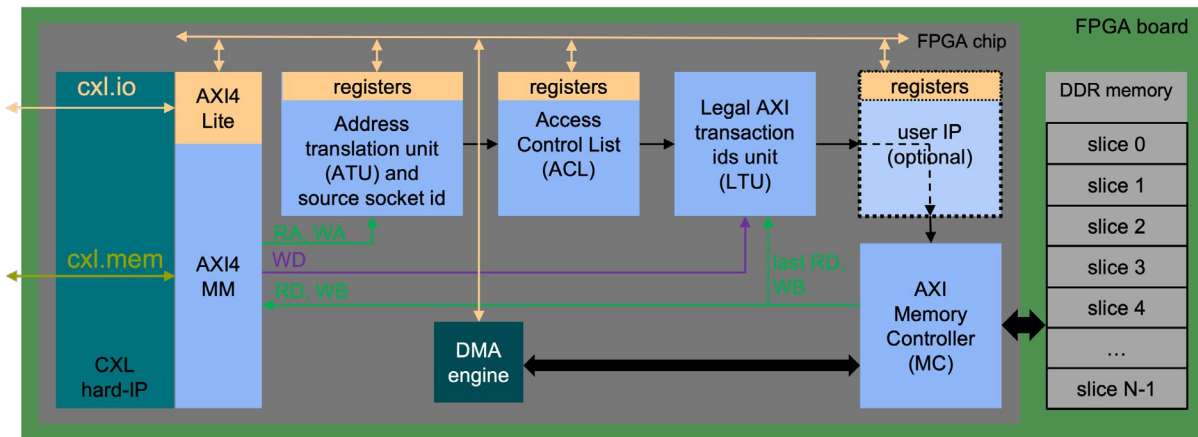 FPGA board
FPGA chip
cxl.io
AXI4
Lite
registers
Address
translation unit
(ATU) and
source socket id
registers
Access
Control List
(ACL)
Legal AXI
transaction
ids unit
(LTU)
registers
user IP
(optional)
DDR memory
slice 0
slice 1
slice 2
slice 3
slice 4
...
slice N-1
cxl.mem
AXI4
MM
RA, WA
WD
RD, WB
last RD,
WB
CXL
hard-IP
DMA
engine
AXI
Memory
Controller
(MC)